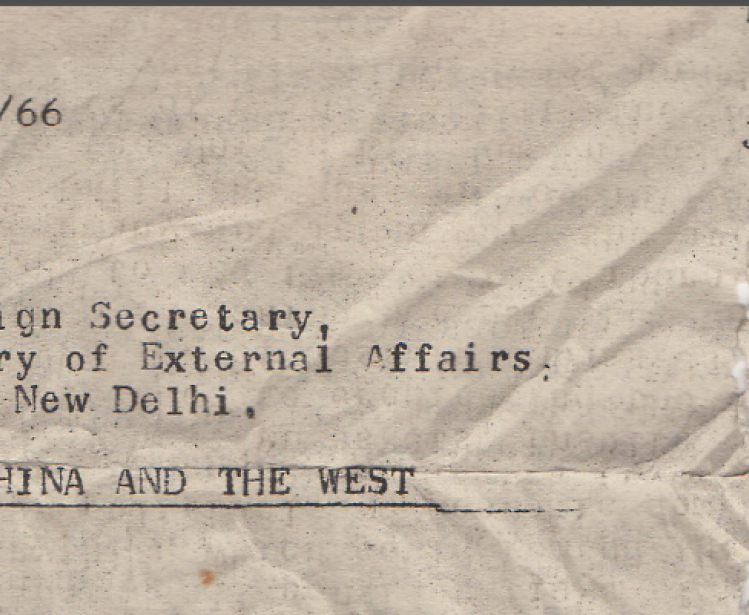 /66
ign Secretary,
ry of External Affairs.
New Delhi.
HINA AND THE WEST